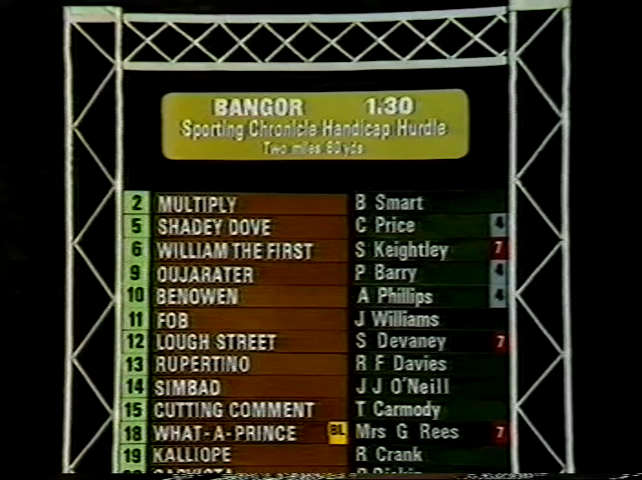 BANGOR 1.30
Sporting Chronicle Handicap Hurdle
Two miles 80 yds
2 MULTIPLY B Smart
5 SHADEY DOVE C Price 4
6 WILLIAM THE FIRST S Keightley 7
9 OUJARATER P Barry 4
10 BENOWEN A Phillips 4
11 FOB J Williams
12 LOUGH STREET S Devaney 7
13 RUPERTINO R F Davies
14 SIMBAD J J O'Neill
15 CUTTING COMMENT T Carmody
18 WHAT-A-PRINCE BL Mrs G Rees 7
19 KALLIOPE R Crank